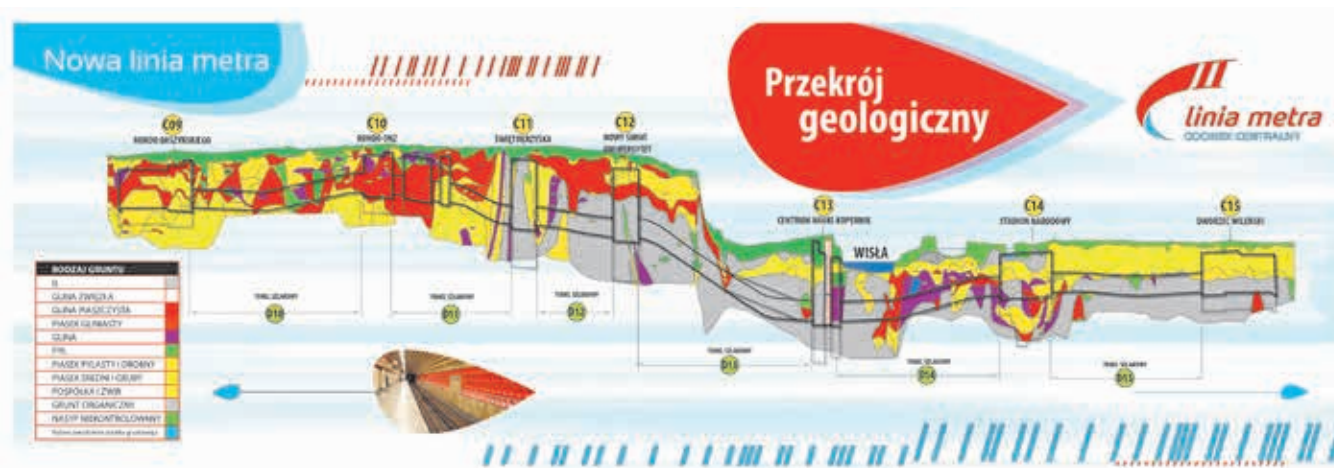 Nowa linia metra
Przekrój
geologiczny
linia metra
ODCINEK CENTRALNY
C09
RONDO DASZYŃSKIEGO
C10
RONDO ONZ
C11
ŚWIĘTOKRZYSKA
C12
NOWY ŚWIAT
UNIWERSYTET
C13
CENTRUM NAUKI KOPERNIK
WISŁA
C14
STADION NARODOWY
C15
DWORZEC WILEŃSKI
RODZAJ GRUNTU
IŁ
GLINA ZWIĘZŁA
GLINA PIASZCZYSTA
PIASEK GLINIASTY
GLINA
PYŁ
PIASEK PYLASTY I DROBNY
PIASEK ŚREDNI I GRUBY
POSPÓŁKA I ŻWIR
GRUNT ORGANICZNY
NASYP NIEKONTROLOWANY
TUNEL SZLAKOWY
D10
TUNEL SZLAKOWY
D11
TUNEL SZLAKOWY
D12
TUNEL SZLAKOWY
D13
TUNEL SZLAKOWY
D14
TUNEL SZLAKOWY
D15